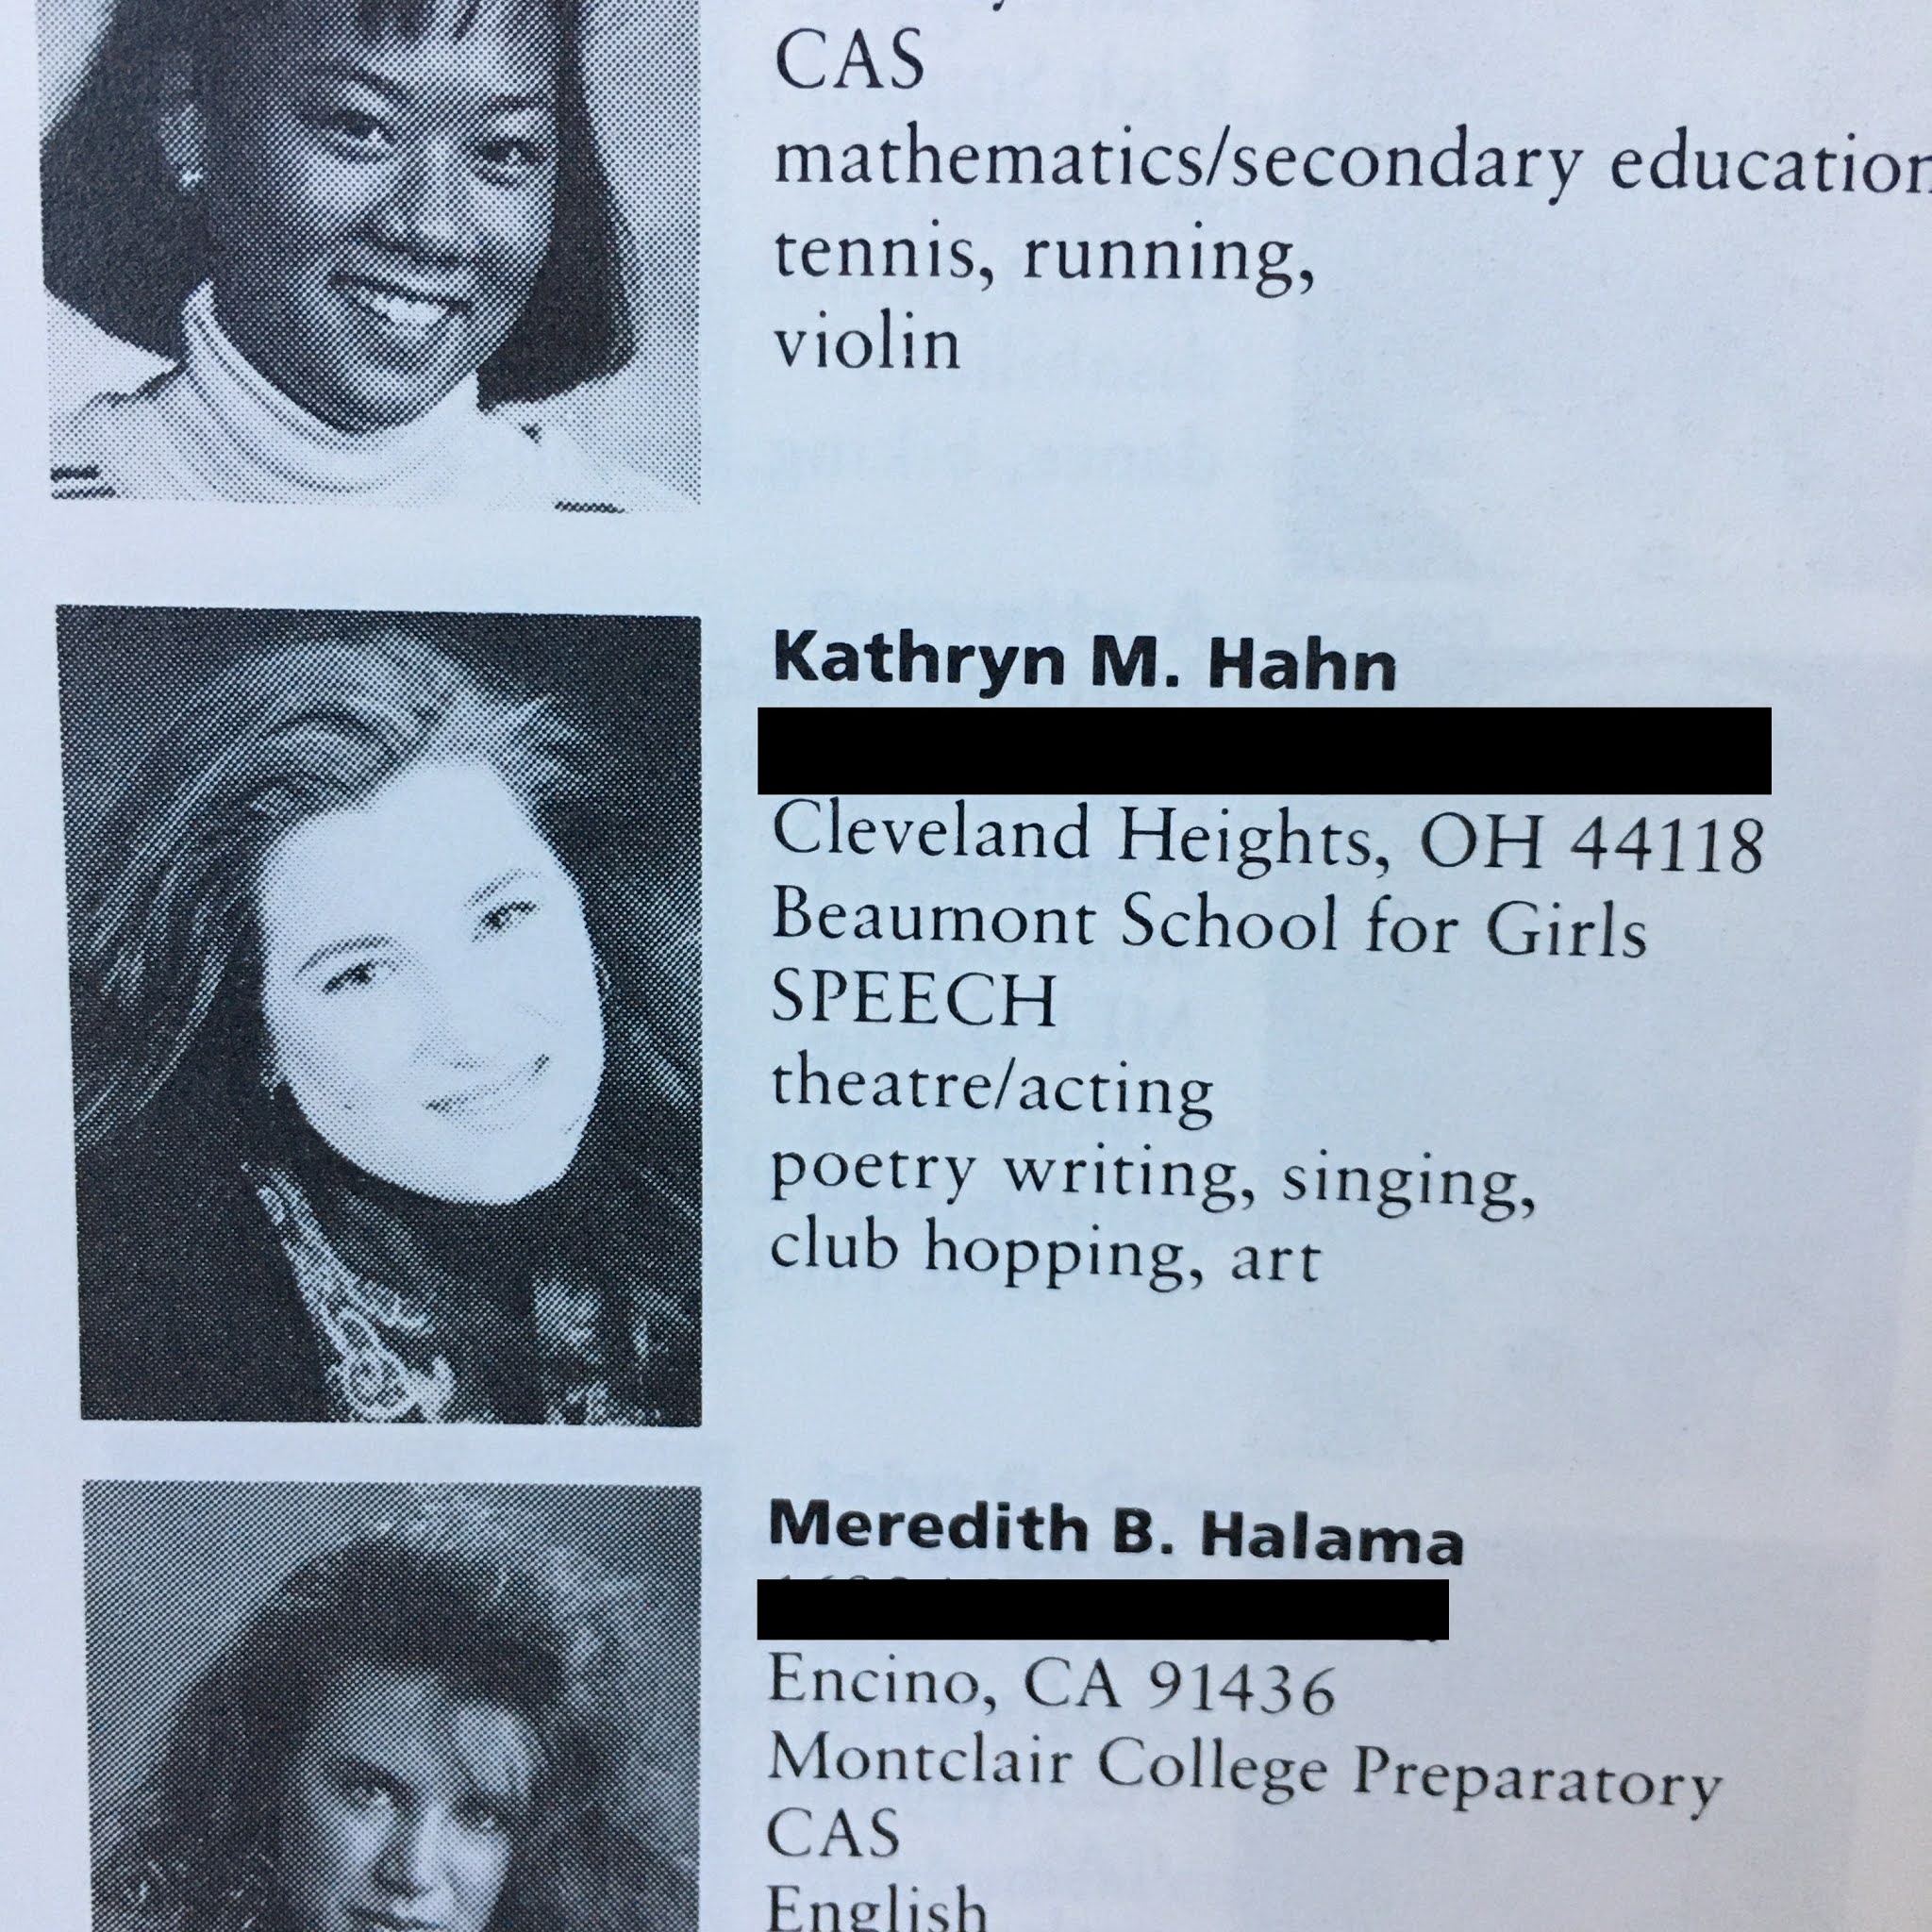 CAS
mathematics/secondary education
tennis, running,
violin
Kathryn M. Hahn
Cleveland Heights, OH 44118
Beaumont School for Girls
SPEECH
theatre/acting
poetry writing, singing,
club hopping, art
Meredith B. Halama
Encino, CA 91436
Montclair College Preparatory
CAS
English